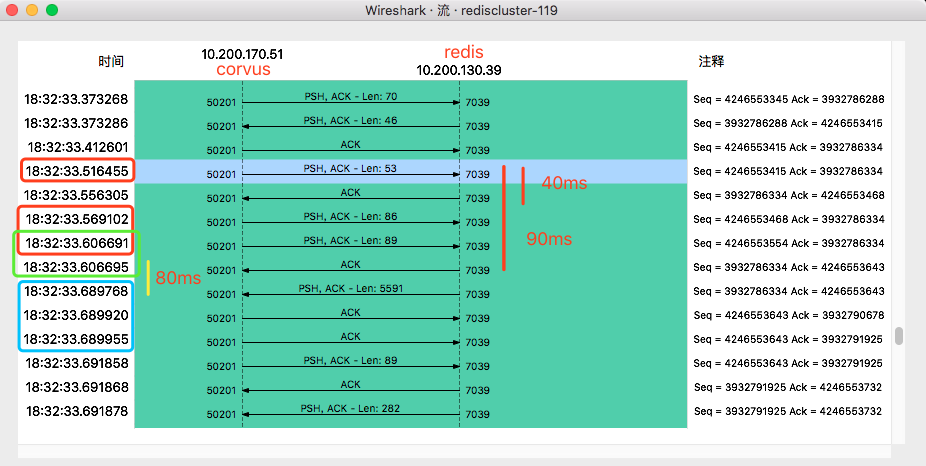 Wireshark · 流 · rediscluster-119
时间
10.200.170.51
corvus
redis
10.200.130.39
注释
18:32:33.373268 50201 PSH, ACK - Len: 70 7039 Seq = 4246553345 Ack = 3932786288
18:32:33.373286 50201 PSH, ACK - Len: 46 7039 Seq = 3932786288 Ack = 4246553415
18:32:33.412601 50201 ACK 7039 Seq = 4246553415 Ack = 3932786334
18:32:33.516455 50201 PSH, ACK - Len: 53 7039 Seq = 4246553415 Ack = 3932786334
40ms
18:32:33.556305 50201 ACK 7039 Seq = 3932786334 Ack = 4246553468
18:32:33.569102 50201 PSH, ACK - Len: 86 7039 Seq = 4246553468 Ack = 3932786334
18:32:33.606691 50201 PSH, ACK - Len: 89 7039 Seq = 4246553554 Ack = 3932786334
90ms
18:32:33.606695 50201 ACK 7039 Seq = 3932786334 Ack = 4246553643
80ms
18:32:33.689768 50201 PSH, ACK - Len: 5591 7039 Seq = 3932786334 Ack = 4246553643
18:32:33.689920 50201 ACK 7039 Seq = 4246553643 Ack = 3932790678
18:32:33.689955 50201 ACK 7039 Seq = 4246553643 Ack = 3932791925
18:32:33.691858 50201 PSH, ACK - Len: 89 7039 Seq = 4246553643 Ack = 3932791925
18:32:33.691868 50201 ACK 7039 Seq = 3932791925 Ack = 4246553732
18:32:33.691878 50201 PSH, ACK - Len: 282 7039 Seq = 3932791925 Ack = 4246553732